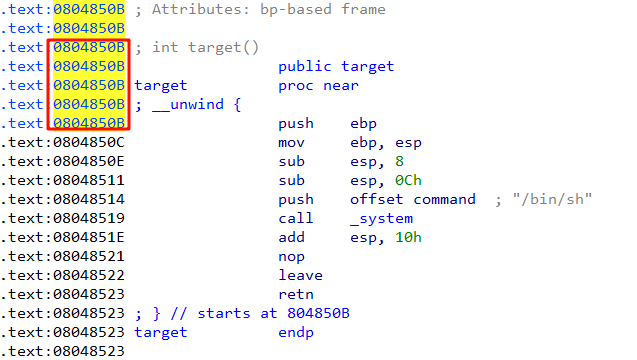 .text:0804850B ; Attributes: bp-based frame
.text:0804850B
.text:0804850B ; int target()
.text:0804850B                 public target
.text:0804850B target          proc near
.text:0804850B ; __unwind {
.text:0804850B                 push    ebp
.text:0804850C                 mov     ebp, esp
.text:0804850E                 sub     esp, 8
.text:08048511                 sub     esp, 0Ch
.text:08048514                 push    offset command  ; "/bin/sh"
.text:08048519                 call    _system
.text:0804851E                 add     esp, 10h
.text:08048521                 nop
.text:08048522                 leave
.text:08048523                 retn
.text:08048523 ; } // starts at 804850B
.text:08048523 target          endp
.text:08048523